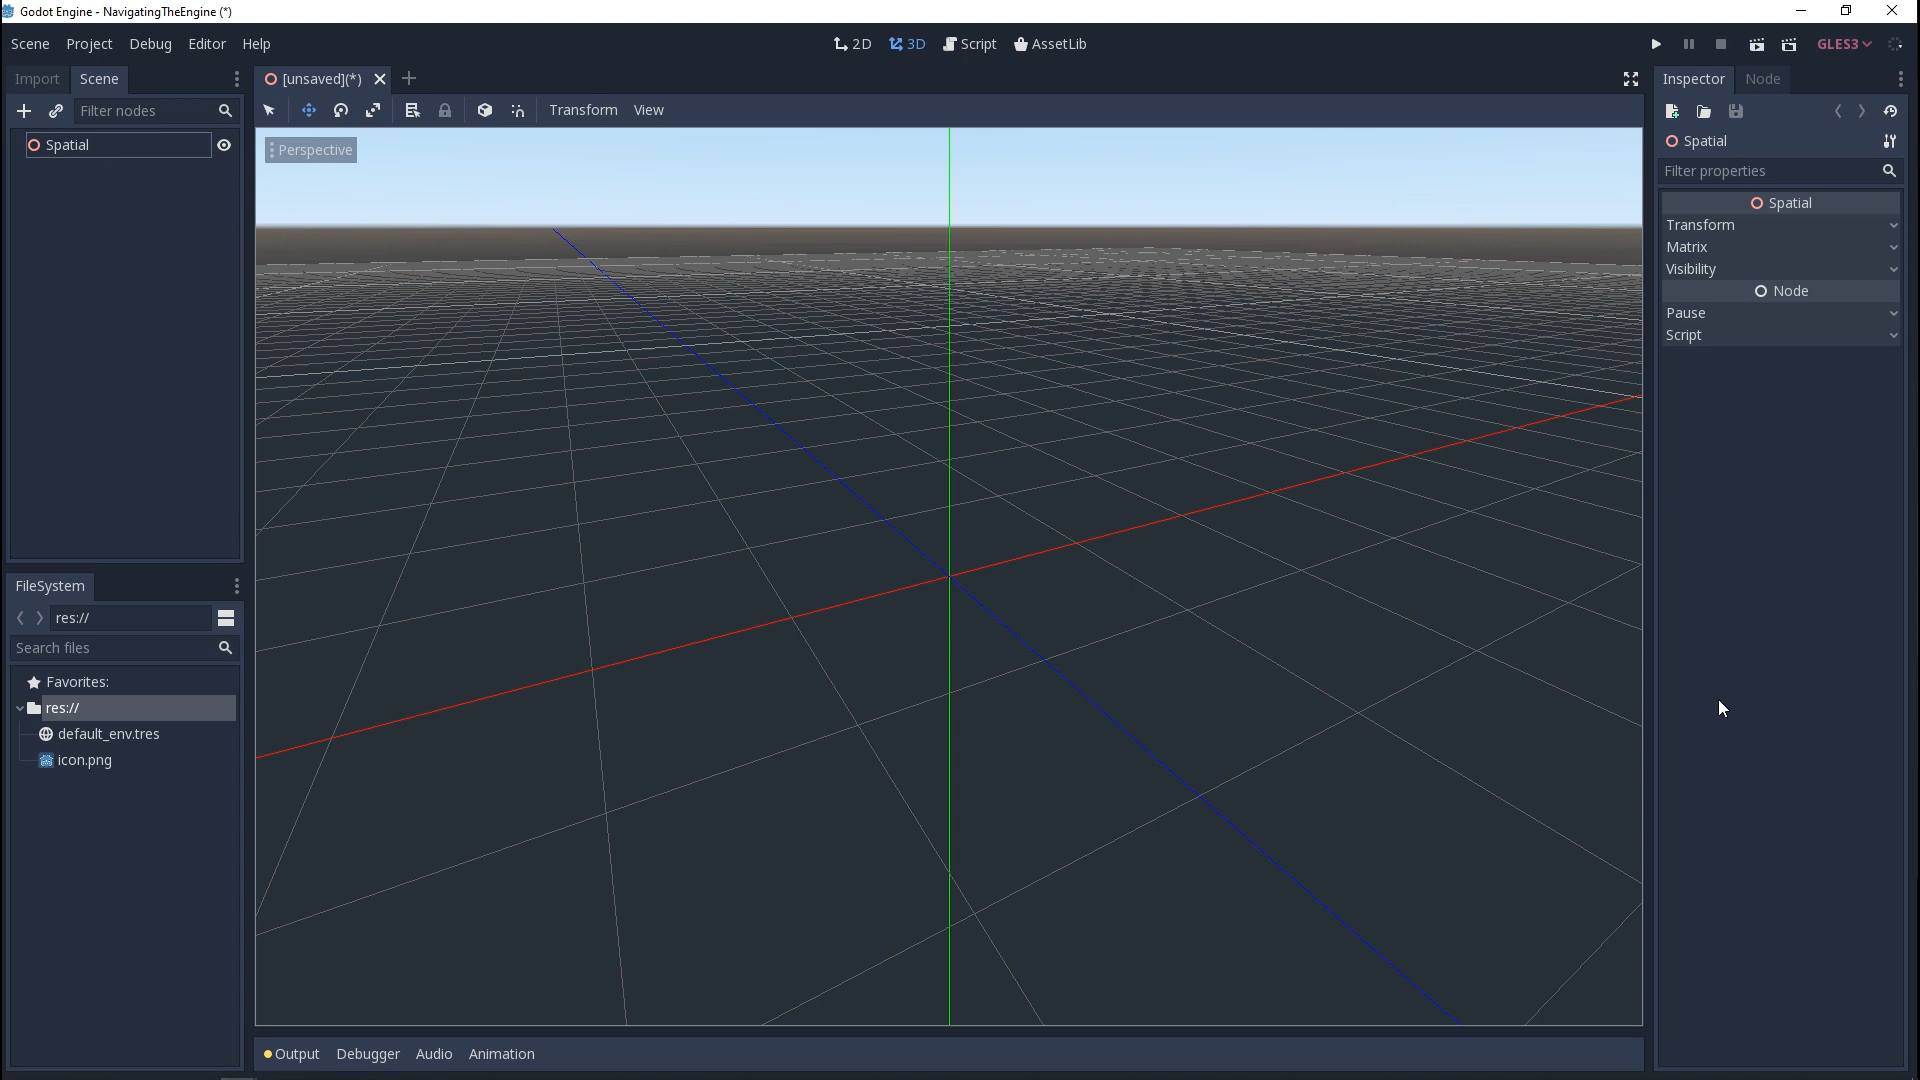 Godot Engine - NavigatingTheEngine (*)
Scene Project Debug Editor Help
2D 3D Script AssetLib
GLES3
Import Scene
[unsaved](*)
Inspector Node
Filter nodes
Transform View
Spatial
Perspective
Spatial
Filter properties
Spatial
Transform
Matrix
Visibility
Node
Pause
Script
FileSystem
res://
Search files
Favorites:
res://
default_env.tres
icon.png
Output Debugger Audio Animation